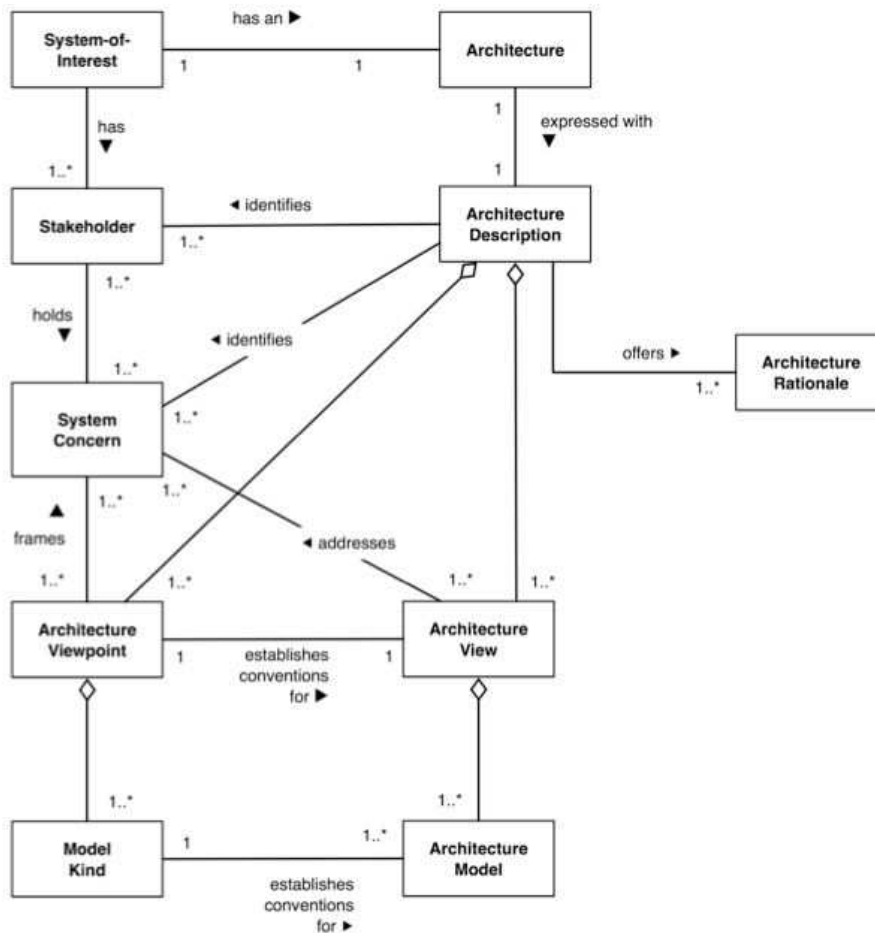 has an ►
System-of-
Interest
Architecture
1
1
1
has
▼
expressed with
▼
1..*
1
Stakeholder
◄ identifies
Architecture
Description
1..*
1..*
holds
▼
◄ identifies
offers ►
Architecture
Rationale
1..*
1..*
System
Concern
1..*
1..*
1..*
▲
frames
◄ addresses
1..*
1..*
1..*
1..*
Architecture
Viewpoint
Architecture
View
1
establishes
conventions
for ►
1
1..*
1..*
Model
Kind
1
1..*
Architecture
Model
establishes
conventions
for ►